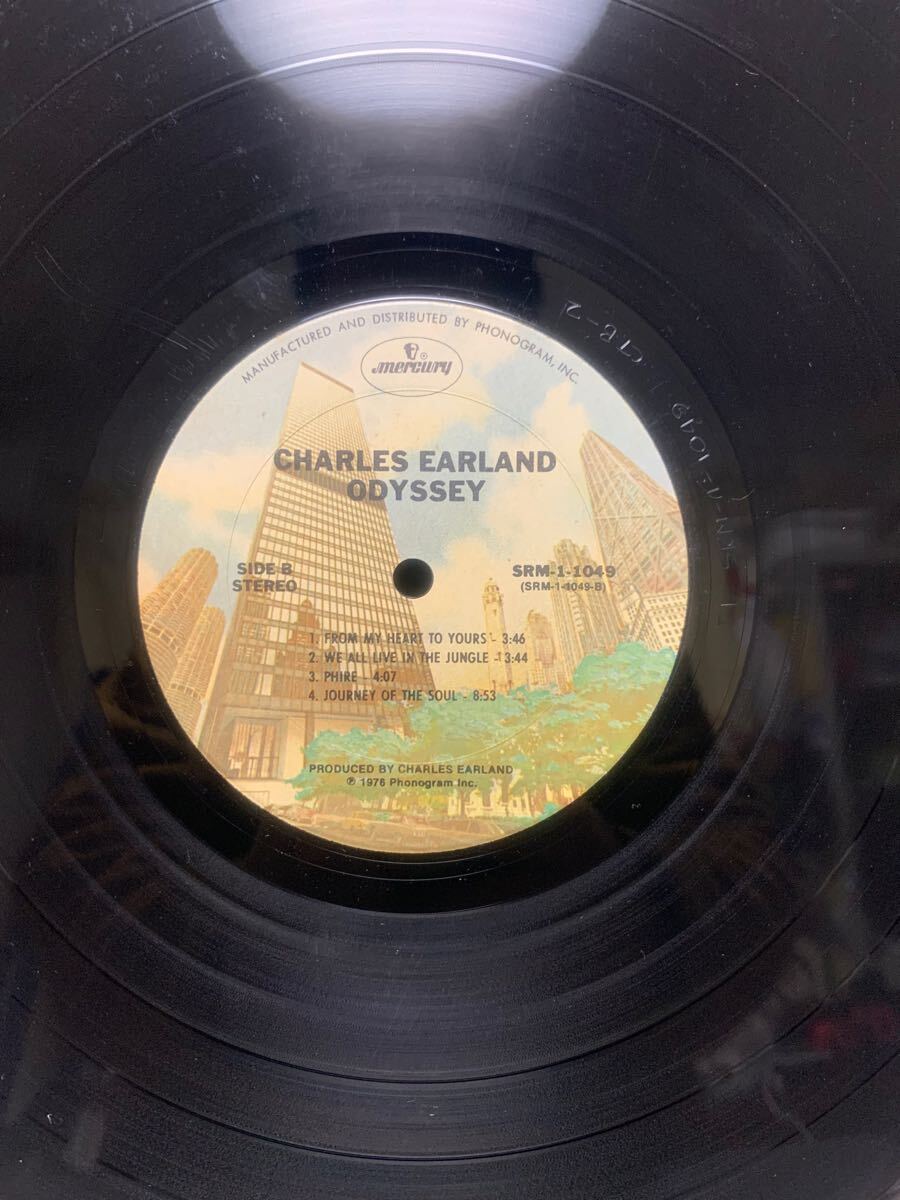 MANUFACTURED AND DISTRIBUTED BY PHONOGRAM, INC.
mercury
CHARLES EARLAND
ODYSSEY
SIDE B
STEREO
SRM-1-1049
(SRM-1-1049-B)
1. FROM MY HEART TO YOURS - 3:46
2. WE ALL LIVE IN THE JUNGLE - 3:44
3. PHIRE - 4:07
4. JOURNEY OF THE SOUL - 8:53
PRODUCED BY CHARLES EARLAND
℗ 1976 Phonogram Inc.